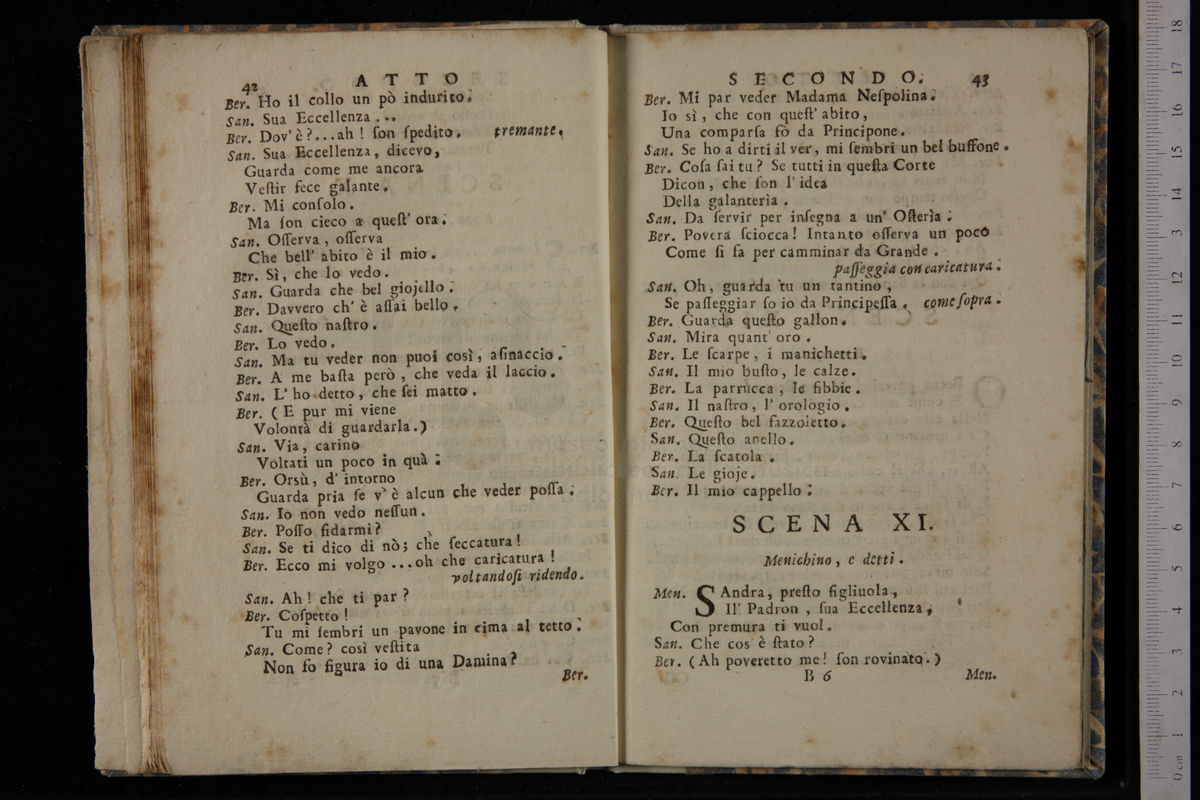 42 ATTO
Ber. Ho il collo un pò indurito.
San. Sua Eccellenza ...
Ber. Dov'è?...ah! ſon ſpedito. tremante.
San. Sua Eccellenza, dicevo,
Guarda come me ancora
Veſtir fece galante.
Ber. Mi conſolo.
Ma ſon cieco a queſt' ora.
San. Oſſerva, oſſerva
Che bell' abito è il mio.
Ber. Sì, che lo vedo.
San. Guarda che bel giojello.
Ber. Davvero ch' è aſſai bello.
San. Queſto naſtro.
Ber. Lo vedo.
San. Ma tu veder non puoi così, aſinaccio.
Ber. A me baſta però, che veda il laccio.
San. L' ho detto, che ſei matto.
Ber. (E pur mi viene
Volontà di guardarla.)
San. Via, carino
Voltati un poco in quà.
Ber. Orsù, d' intorno
Guarda pria ſe v' è alcun che veder poſſa.
San. Io non vedo neſſun.
Ber. Poſſo fidarmi?
San. Se ti dico di nò; che ſeccatura!
Ber. Ecco mi volgo ...oh che caricatura!
voltandoſi ridendo.
San. Ah! che ti par?
Ber. Coſpetto!
Tu mi ſembri un pavone in cima al tetto.
San. Come? così veſtita
Non fo figura io di una Damina?
Ber.
SECONDO. 43
Ber. Mi par veder Madama Neſpolina.
Io sì, che con queſt' abito,
Una comparſa fò da Principone.
San. Se ho a dirti il ver, mi ſembri un bel buffone.
Ber. Coſa ſai tu? Se tutti in queſta Corte
Dicon, che ſon l' idea
Della galanterìa.
San. Da ſervir per inſegna a un' Oſterìa.
Ber. Povera ſciocca! Intanto oſſerva un poco
Come ſi fa per camminar da Grande.
paſſeggia con caricatura.
San. Oh, guarda tu un tantino,
Se paſſeggiar ſo io da Principeſſa. come ſopra.
Ber. Guarda queſto gallon.
San. Mira quant' oro.
Ber. Le ſcarpe, i manichetti.
San. Il mio buſto, le calze.
Ber. La parrucca, le fibbie.
San. Il naſtro, l' orologio.
Ber. Queſto bel fazzoletto.
San. Queſto anello.
Ber. La ſcatola.
San. Le gioje.
Ber. Il mio cappello.
SCENA XI.
Menichino, e detti.
Men. SAndra, preſto figliuola,
Il' Padron, ſua Eccellenza,
Con premura ti vuol.
San. Che cos' è ſtato?
Ber. (Ah poveretto me! ſon rovinato.)
B 6 Men.